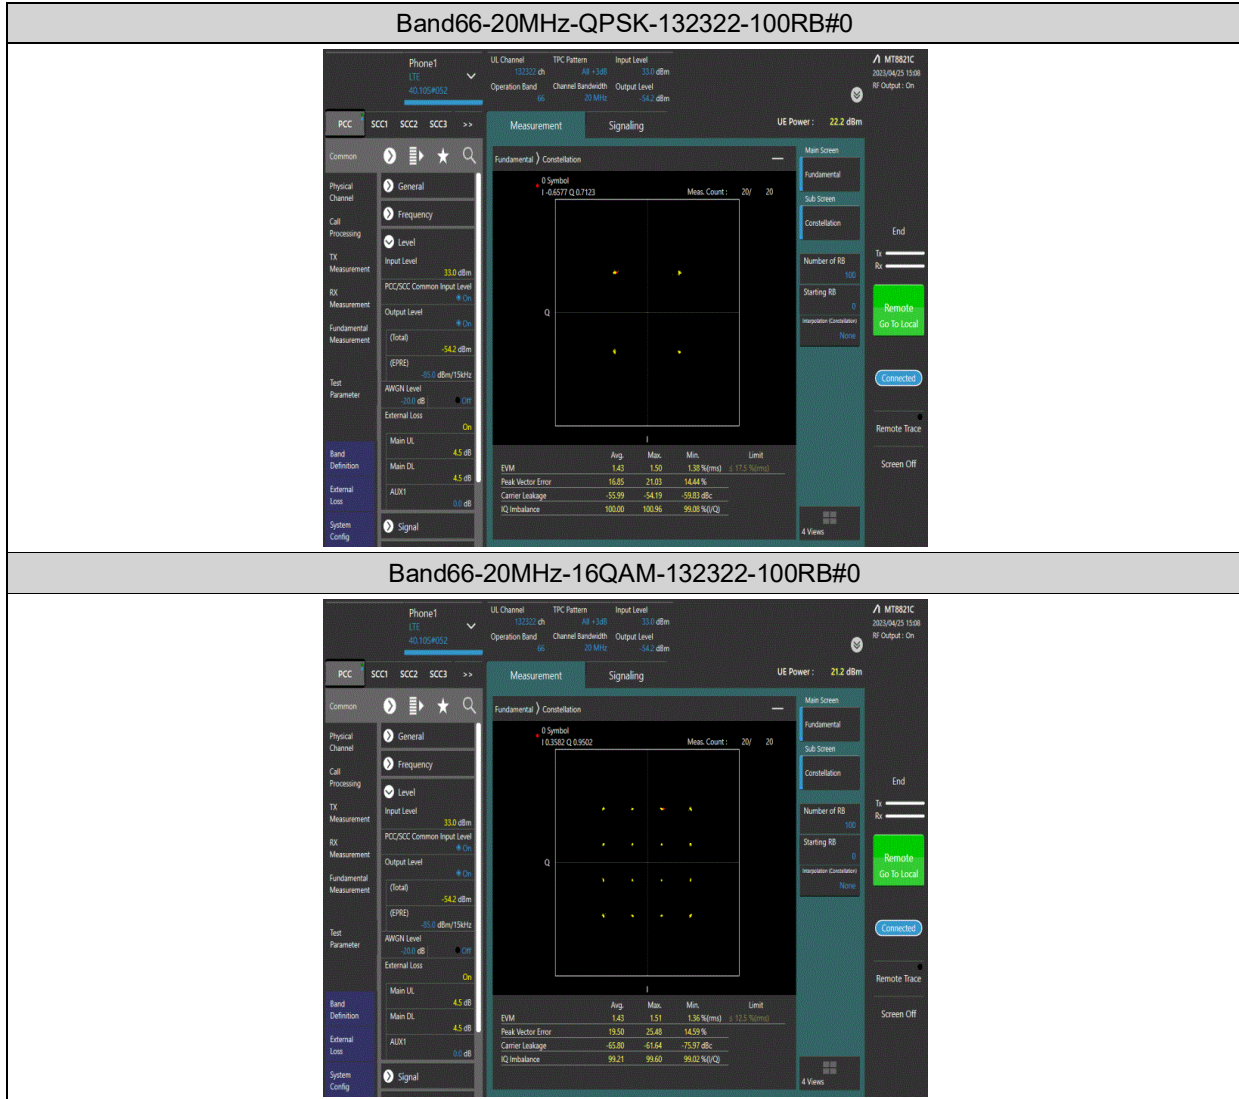 Band66-20MHz-QPSK-132322-100RB#0
Phone1
LTE
40.10S#052
UL Channel TPC Pattern Input Level
132322 ch All +3dB 33.0 dBm
Operation Band Channel Bandwidth Output Level
66 20 MHz -54.2 dBm
MT8821C
2023/04/25 15:08
RF Output : On
PCC SCC1 SCC2 SCC3 >>
Measurement Signaling
UE Power : 22.2 dBm
Common
Physical
Channel
Call
Processing
TX
Measurement
RX
Measurement
Fundamental
Measurement
Test
Parameter
Band
Definition
External
Loss
System
Config
General
Frequency
Level
Input Level
33.0 dBm
PCC/SCC Common Input Level
On
Output Level
On
(Total)
-54.2 dBm
(EPRE)
-85.0 dBm/15kHz
AWGN Level
-20.0 dB Off
External Loss
On
Main UL
4.5 dB
Main DL
4.5 dB
AUX1
0.0 dB
Signal
Fundamental Constellation
0 Symbol
I -0.6577 Q 0.7123 Meas. Count : 20/ 20
Q
I
Avg. Max. Min. Limit
EVM 1.43 1.50 1.38 %(rms) ≤ 17.5 %(rms)
Peak Vector Error 16.85 21.03 14.44 %
Carrier Leakage -55.99 -54.19 -59.83 dBc
IQ Imbalance 100.00 100.96 99.08 %(I/Q)
Main Screen
Fundamental
Sub Screen
Constellation
Number of RB
100
Starting RB
0
Interpolation (Constellation)
None
4 Views
End
Tx
Rx
Remote
Go To Local
Connected
Remote Trace
Screen Off
Band66-20MHz-16QAM-132322-100RB#0
Phone1
LTE
40.10S#052
UL Channel TPC Pattern Input Level
132322 ch All +3dB 33.0 dBm
Operation Band Channel Bandwidth Output Level
66 20 MHz -54.2 dBm
MT8821C
2023/04/25 15:08
RF Output : On
PCC SCC1 SCC2 SCC3 >>
Measurement Signaling
UE Power : 21.2 dBm
Common
Physical
Channel
Call
Processing
TX
Measurement
RX
Measurement
Fundamental
Measurement
Test
Parameter
Band
Definition
External
Loss
System
Config
General
Frequency
Level
Input Level
33.0 dBm
PCC/SCC Common Input Level
On
Output Level
On
(Total)
-54.2 dBm
(EPRE)
-85.0 dBm/15kHz
AWGN Level
-20.0 dB Off
External Loss
On
Main UL
4.5 dB
Main DL
4.5 dB
AUX1
0.0 dB
Signal
Fundamental Constellation
0 Symbol
I 0.3582 Q 0.9502 Meas. Count : 20/ 20
Q
I
Avg. Max. Min. Limit
EVM 1.43 1.51 1.36 %(rms) ≤ 12.5 %(rms)
Peak Vector Error 19.50 25.48 14.59 %
Carrier Leakage -65.80 -61.64 -75.97 dBc
IQ Imbalance 99.21 99.60 99.02 %(I/Q)
Main Screen
Fundamental
Sub Screen
Constellation
Number of RB
100
Starting RB
0
Interpolation (Constellation)
None
4 Views
End
Tx
Rx
Remote
Go To Local
Connected
Remote Trace
Screen Off